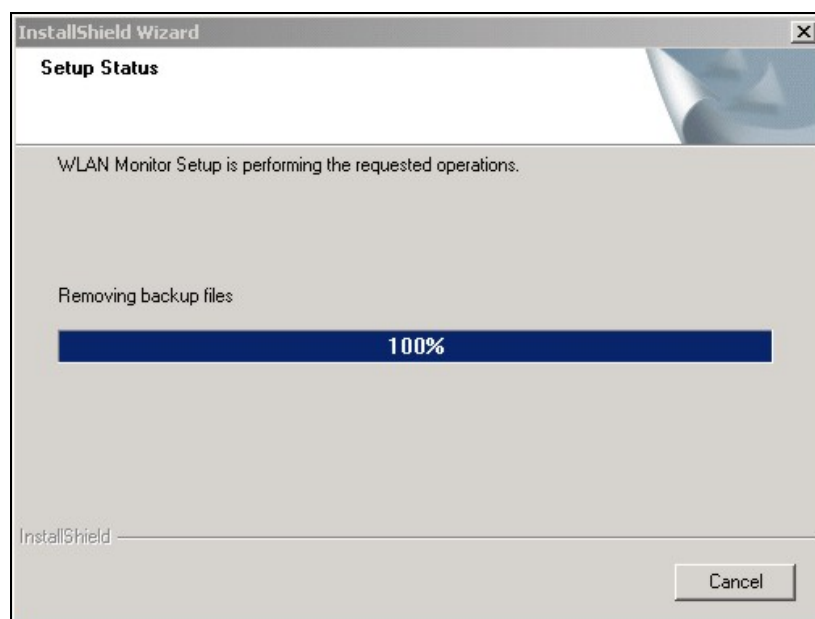 InstallShield Wizard
Setup Status
WLAN Monitor Setup is performing the requested operations.
Removing backup files
100%
InstallShield
Cancel